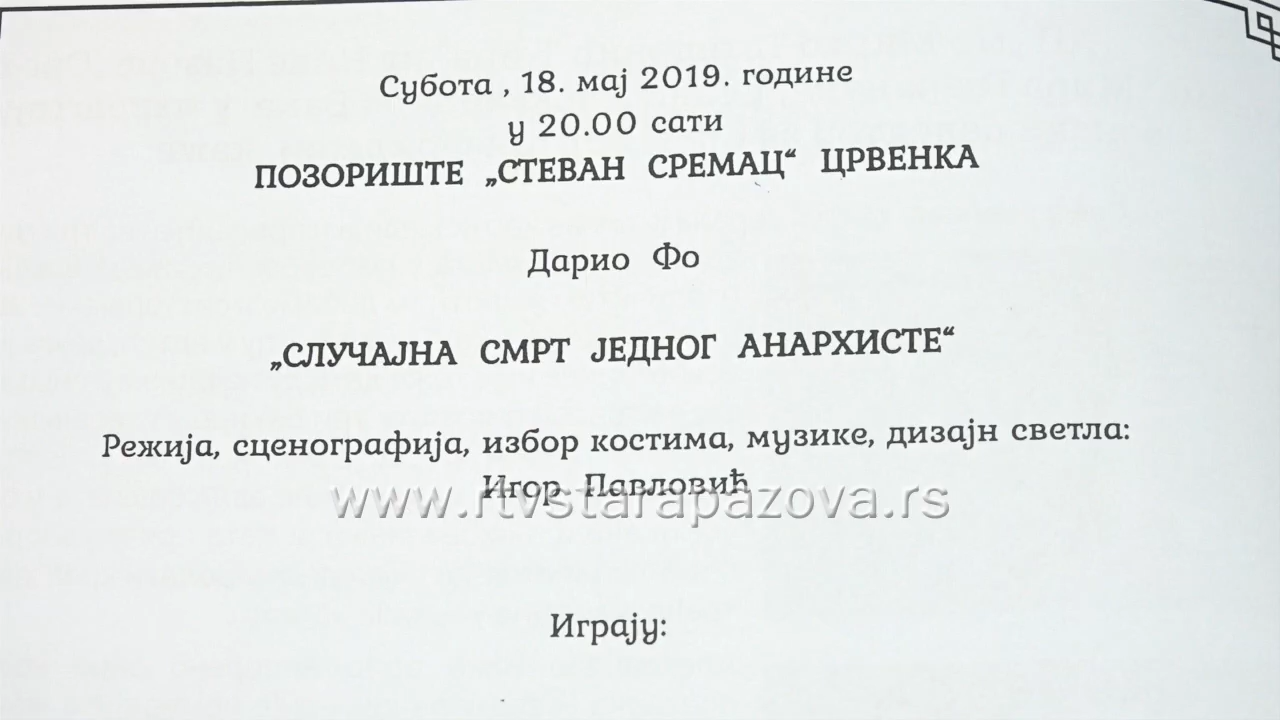 Субота , 18. мај 2019. године
у 20.00 сати
ПОЗОРИШТЕ „СТЕВАН СРЕМАЦ“ ЦРВЕНКА
Дарио Фо
„СЛУЧАЈНА СМРТ ЈЕДНОГ АНАРХИСТЕ“
Режија, сценографија, избор костима, музике, дизајн светла:
Игор Павловић
www.rtvstarapazova.rs
Играју: